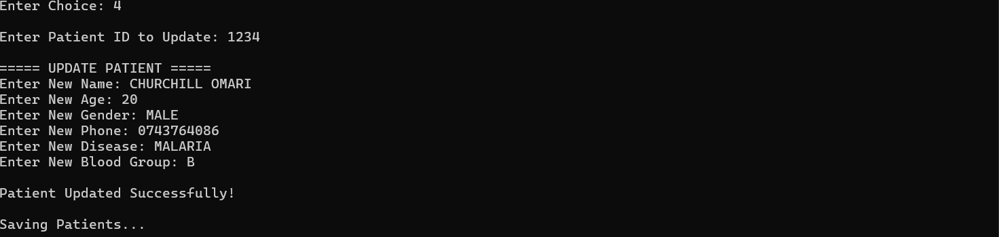 Enter Choice: 4
Enter Patient ID to Update: 1234
===== UPDATE PATIENT =====
Enter New Name: CHURCHILL OMARI
Enter New Age: 20
Enter New Gender: MALE
Enter New Phone: 0743764086
Enter New Disease: MALARIA
Enter New Blood Group: B
Patient Updated Successfully!
Saving Patients...